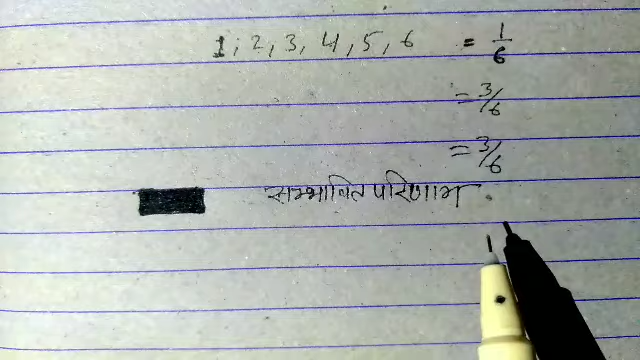 1, 2, 3, 4, 5, 6 = 1/6
= 3/6
= 3/6
सम्भावित परिणाम